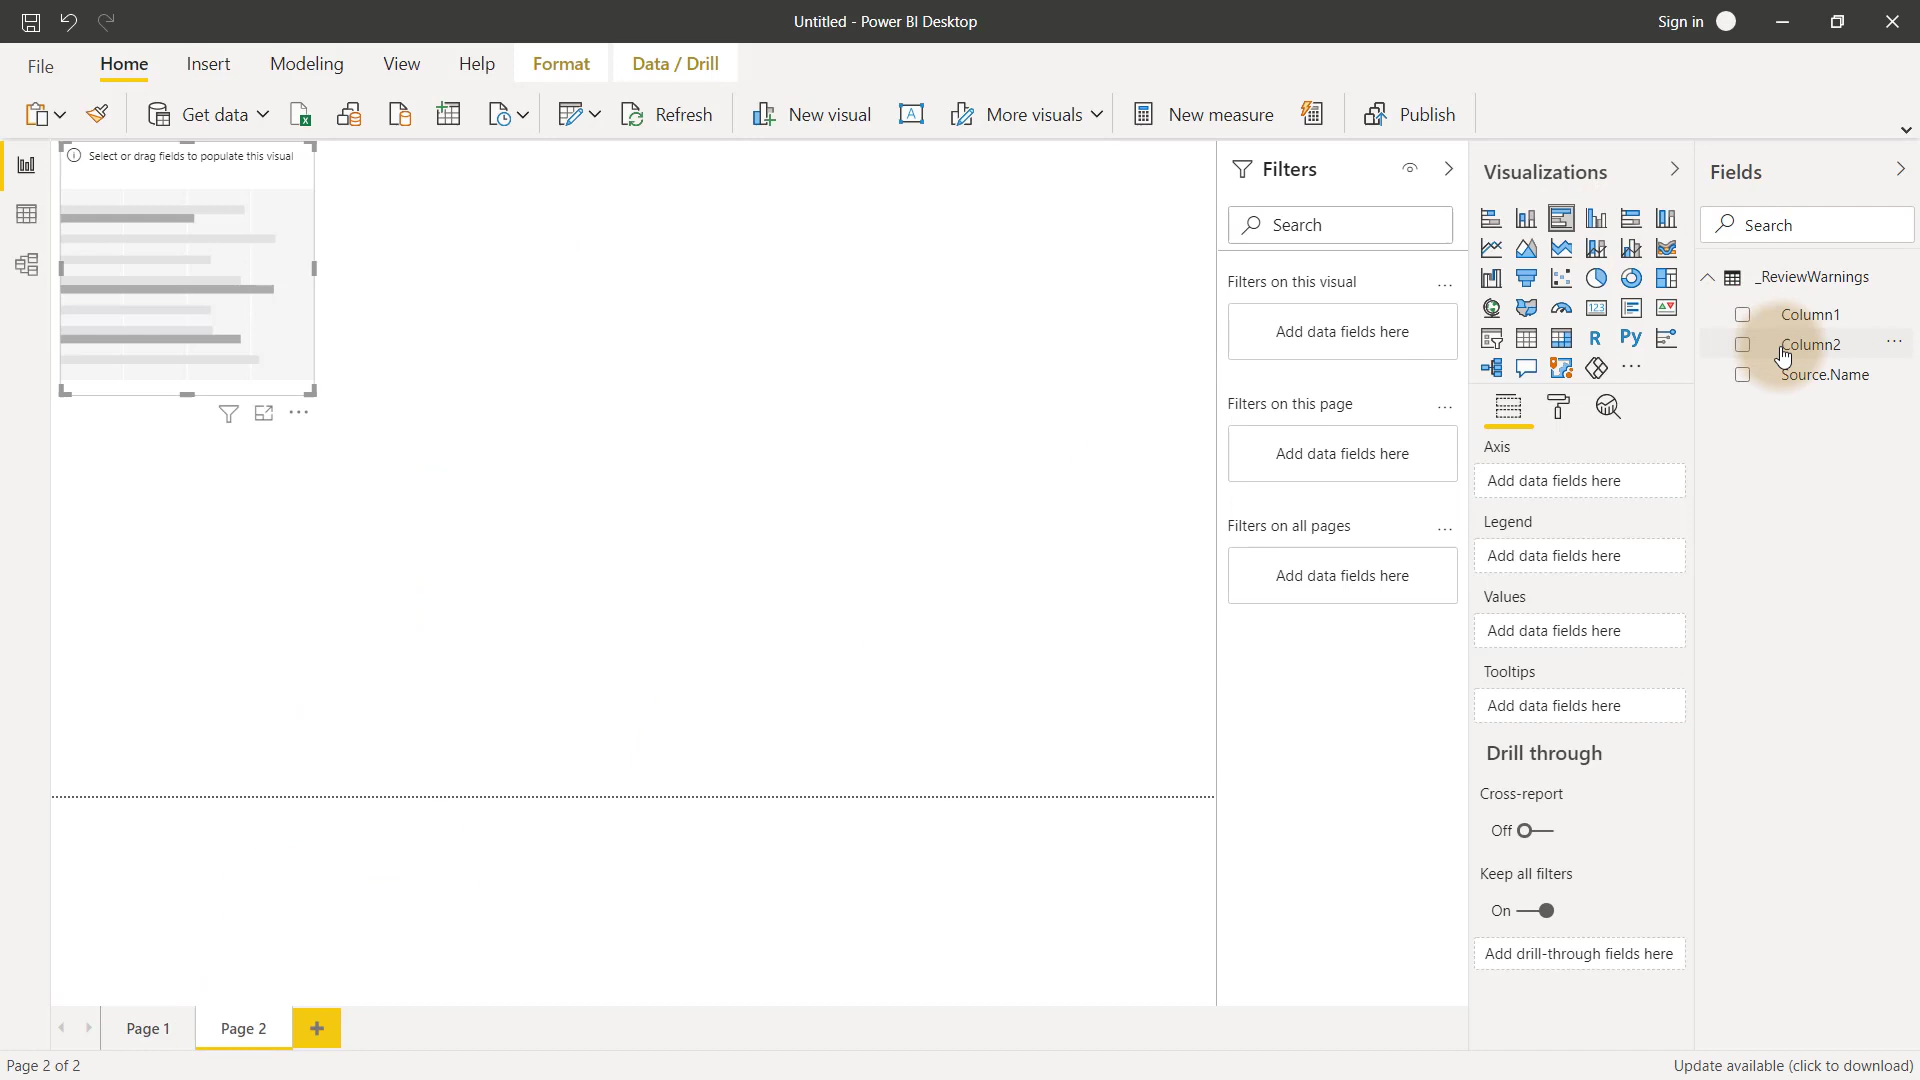 Untitled - Power BI Desktop
Sign in
File
Home
Insert
Modeling
View
Help
Format
Data / Drill
Get data
Refresh
New visual
More visuals
New measure
Publish
Select or drag fields to populate this visual
Filters
Search
Filters on this visual
Add data fields here
Filters on this page
Add data fields here
Filters on all pages
Add data fields here
Visualizations
123
R
Py
Axis
Add data fields here
Legend
Add data fields here
Values
Add data fields here
Tooltips
Add data fields here
Drill through
Cross-report
Off
Keep all filters
On
Add drill-through fields here
Fields
Search
_ReviewWarnings
Column1
Column2
Source.Name
Page 1
Page 2
Page 2 of 2
Update available (click to download)